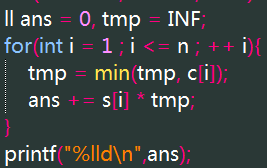 ll ans = 0, tmp = INF;
for(int i = 1 ; i <= n ; ++ i){
tmp = min(tmp, c[i]);
ans += s[i] * tmp;
}
printf("%lld\n",ans);